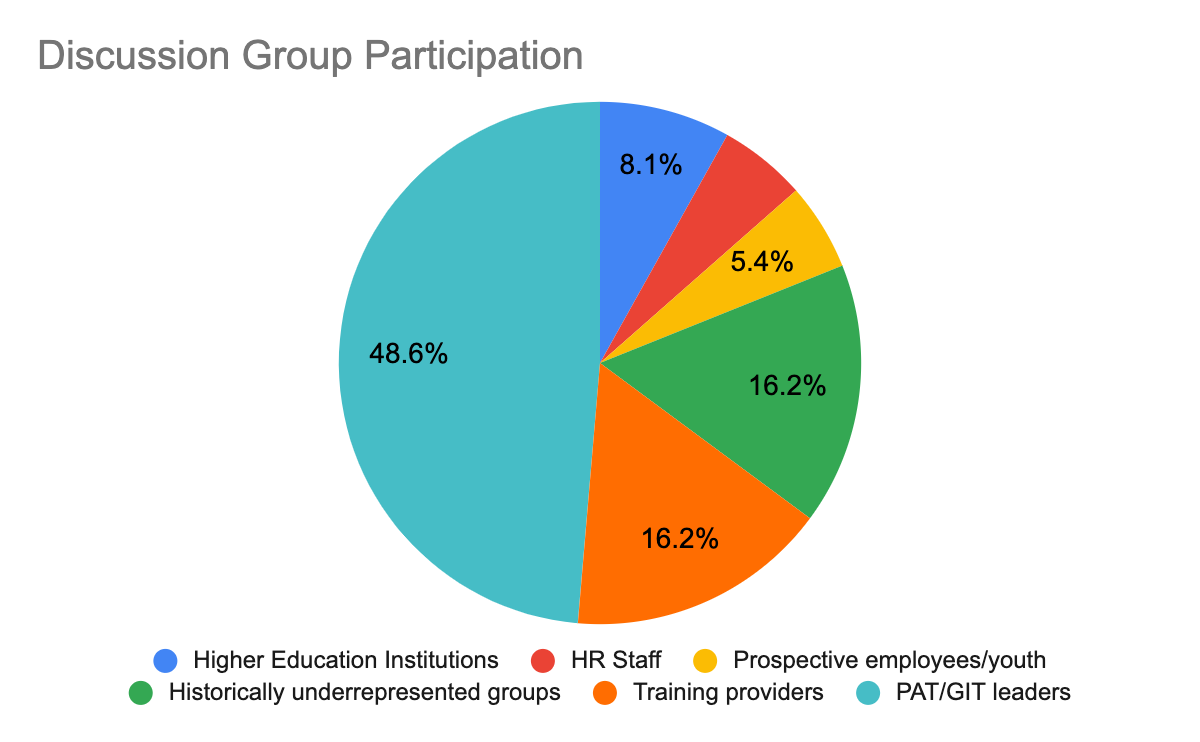 Discussion Group Participation
8.1%
5.4%
48.6%
16.2%
16.2%
Higher Education Institutions HR Staff Prospective employees/youth
Historically underrepresented groups Training providers PAT/GIT leaders